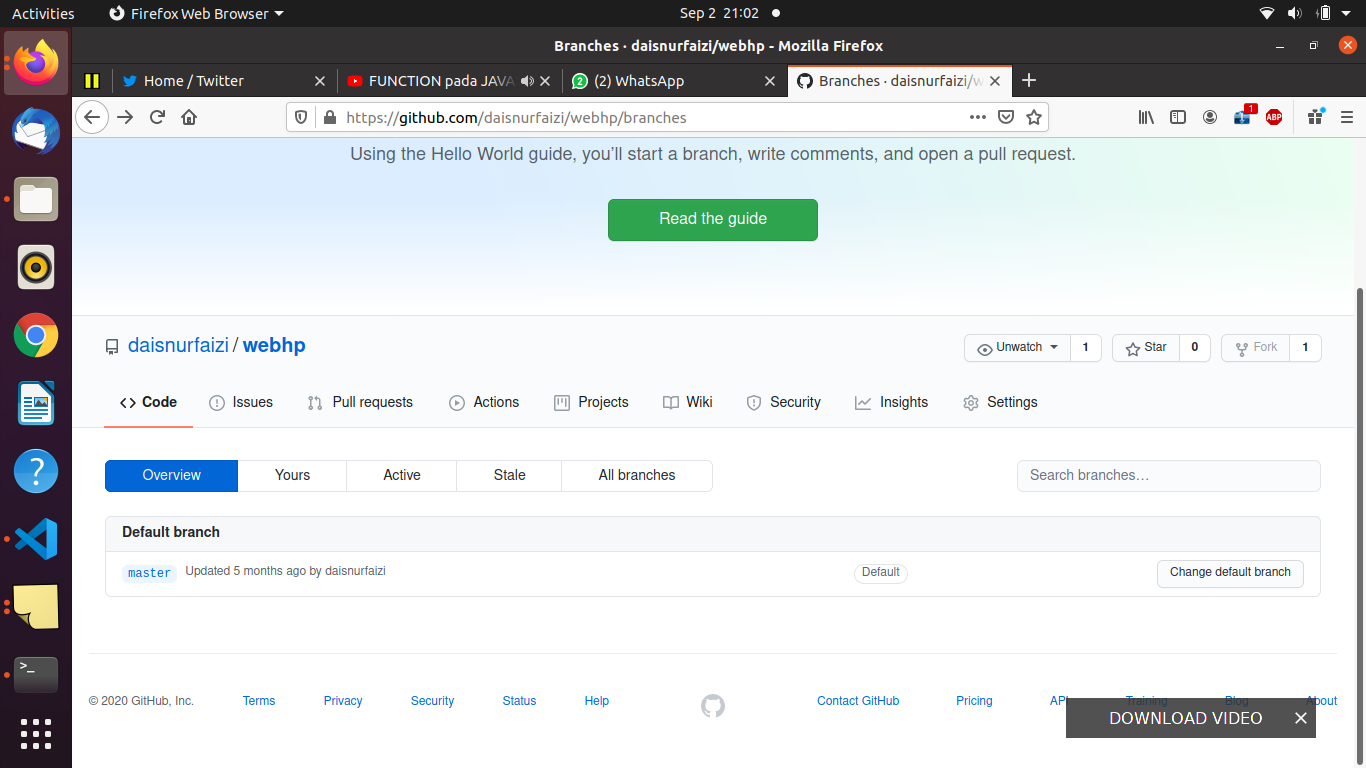 Activities Firefox Web Browser Sep 2 21:02
Branches · daisnurfaizi/webhp - Mozilla Firefox
Home / Twitter FUNCTION pada JAVA (2) WhatsApp Branches · daisnurfaizi/w
https://github.com/daisnurfaizi/webhp/branches 1 ABP
Using the Hello World guide, you’ll start a branch, write comments, and open a pull request.
Read the guide
daisnurfaizi / webhp Unwatch 1 Star 0 Fork 1
Code Issues Pull requests Actions Projects Wiki Security Insights Settings
Overview Yours Active Stale All branches Search branches…
Default branch
master Updated 5 months ago by daisnurfaizi Default Change default branch
© 2020 GitHub, Inc. Terms Privacy Security Status Help Contact GitHub Pricing API Training Blog About
DOWNLOAD VIDEO